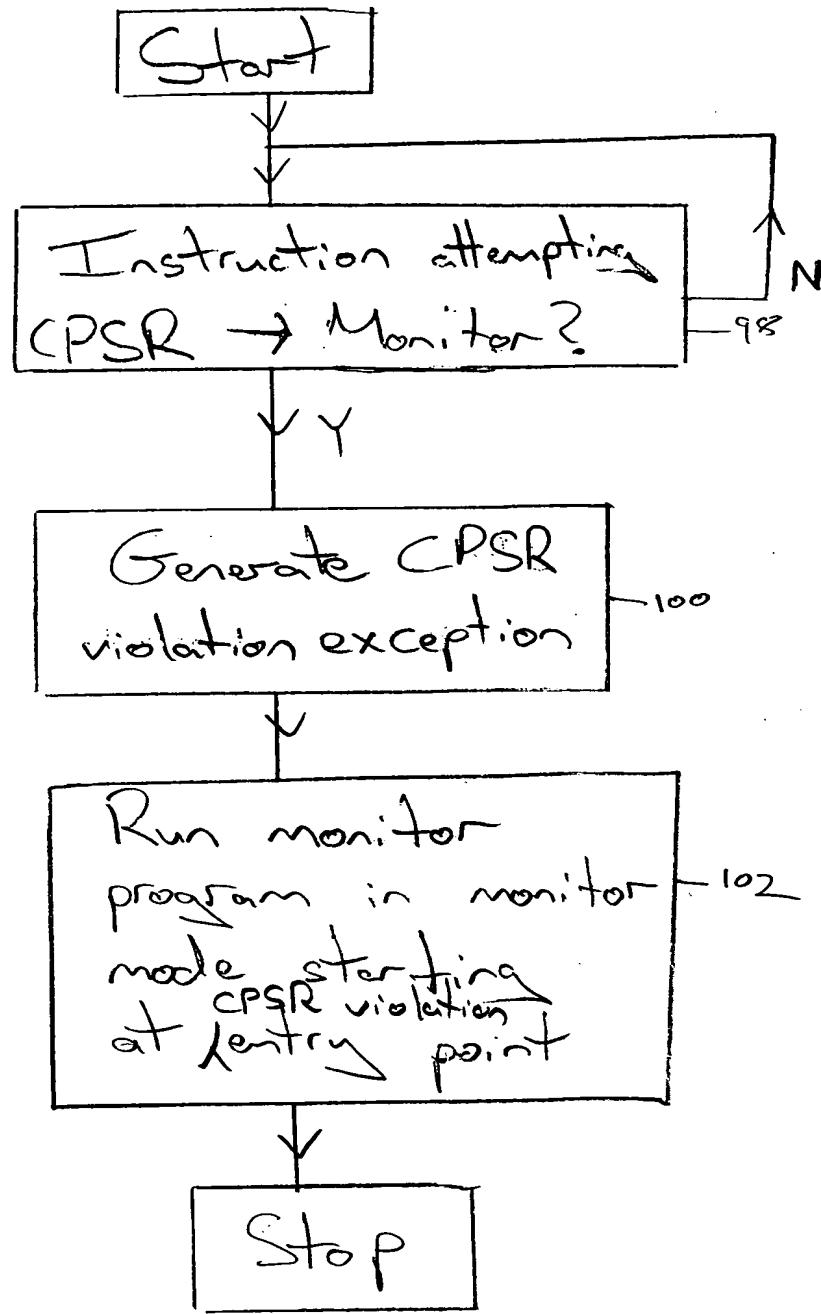 Start
Instruction attempting
CPSR → Monitor?
N
98
Y
Generate CPSR
violation exception
100
Run monitor
program in monitor
102
mode starting
CPSR violation
at entry point
Stop